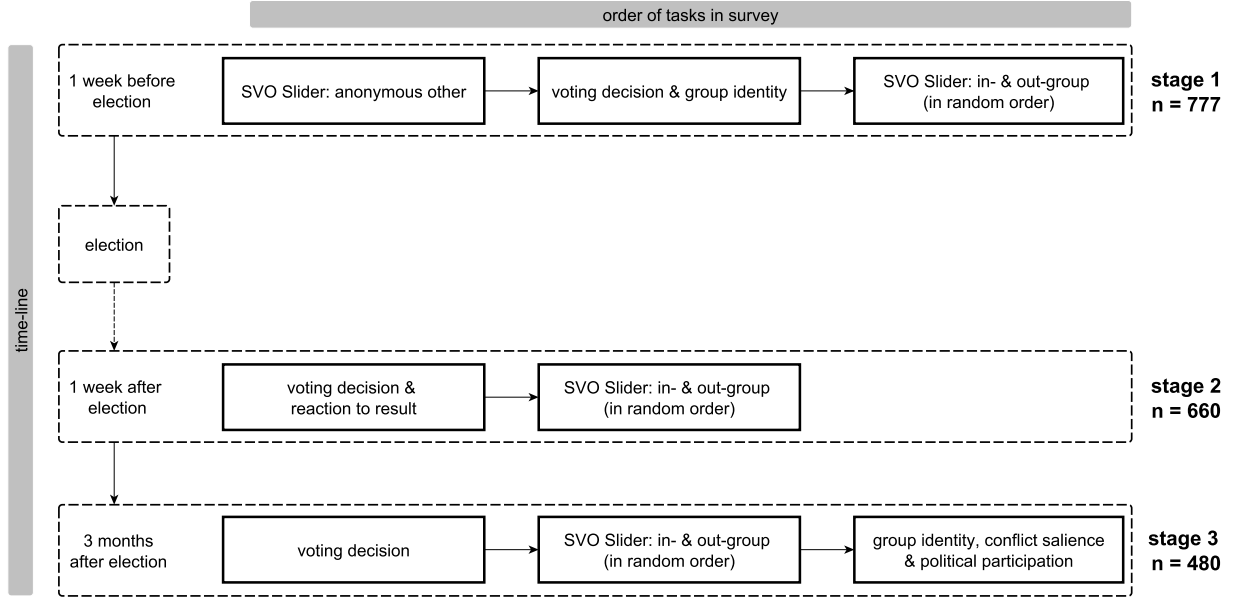 order of tasks in survey
time-line
1 week before
election
SVO Slider: anonymous other
voting decision & group identity
SVO Slider: in- & out-group
(in random order)
stage 1
n = 777
election
1 week after
election
voting decision &
reaction to result
SVO Slider: in- & out-group
(in random order)
stage 2
n = 660
3 months
after election
voting decision
SVO Slider: in- & out-group
(in random order)
group identity, conflict salience
& political participation
stage 3
n = 480